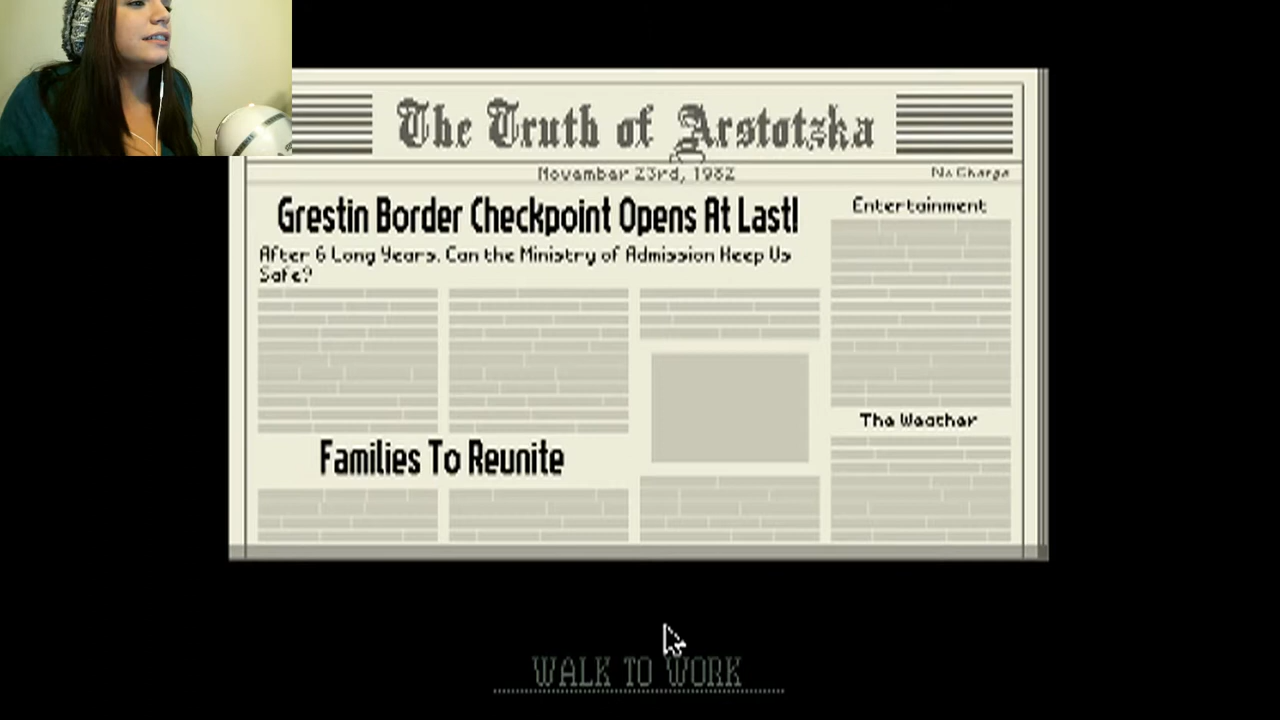 The Truth of Arstotzka
November 23rd, 1982
No Charge
Grestin Border Checkpoint Opens At Last!
After 6 Long Years. Can the Ministry of Admission Keep Us
Safe?
Families To Reunite
Entertainment
The Weather
WALK TO WORK